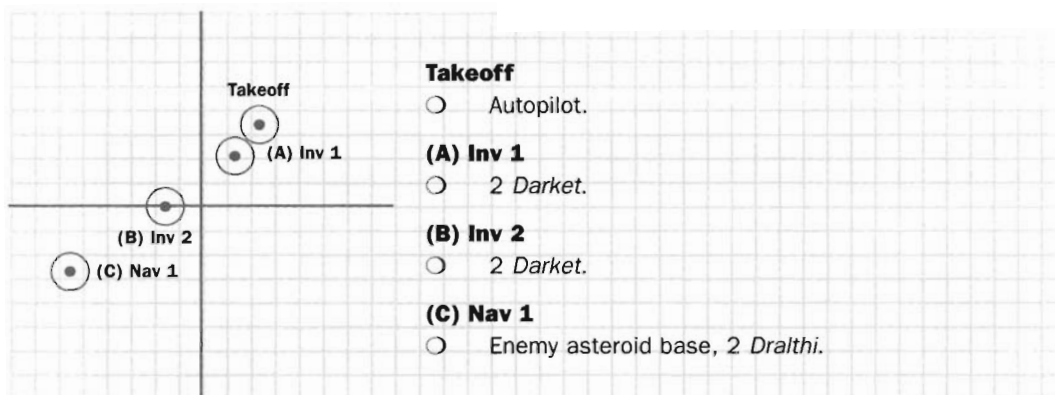 Takeoff
(A) Inv 1
(B) Inv 2
(C) Nav 1
Takeoff
Autopilot.
(A) Inv 1
2 Darket.
(B) Inv 2
2 Darket.
(C) Nav 1
Enemy asteroid base, 2 Dralthi.